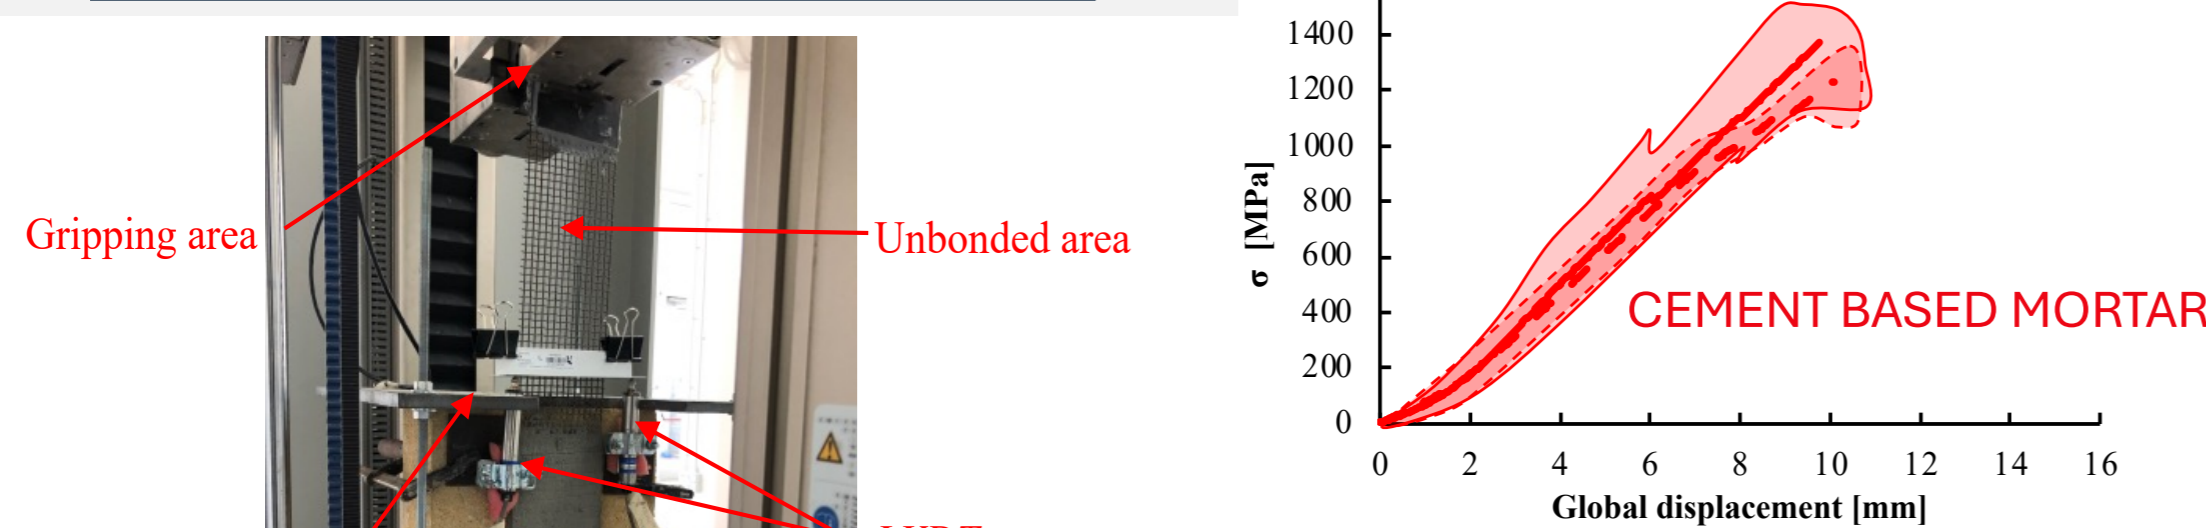 Gripping area
Unbonded area
1400
1200
1000
800
600
400
200
0
σ [MPa]
CEMENT BASED MORTAR
0 2 4 6 8 10 12 14 16
Global displacement [mm]